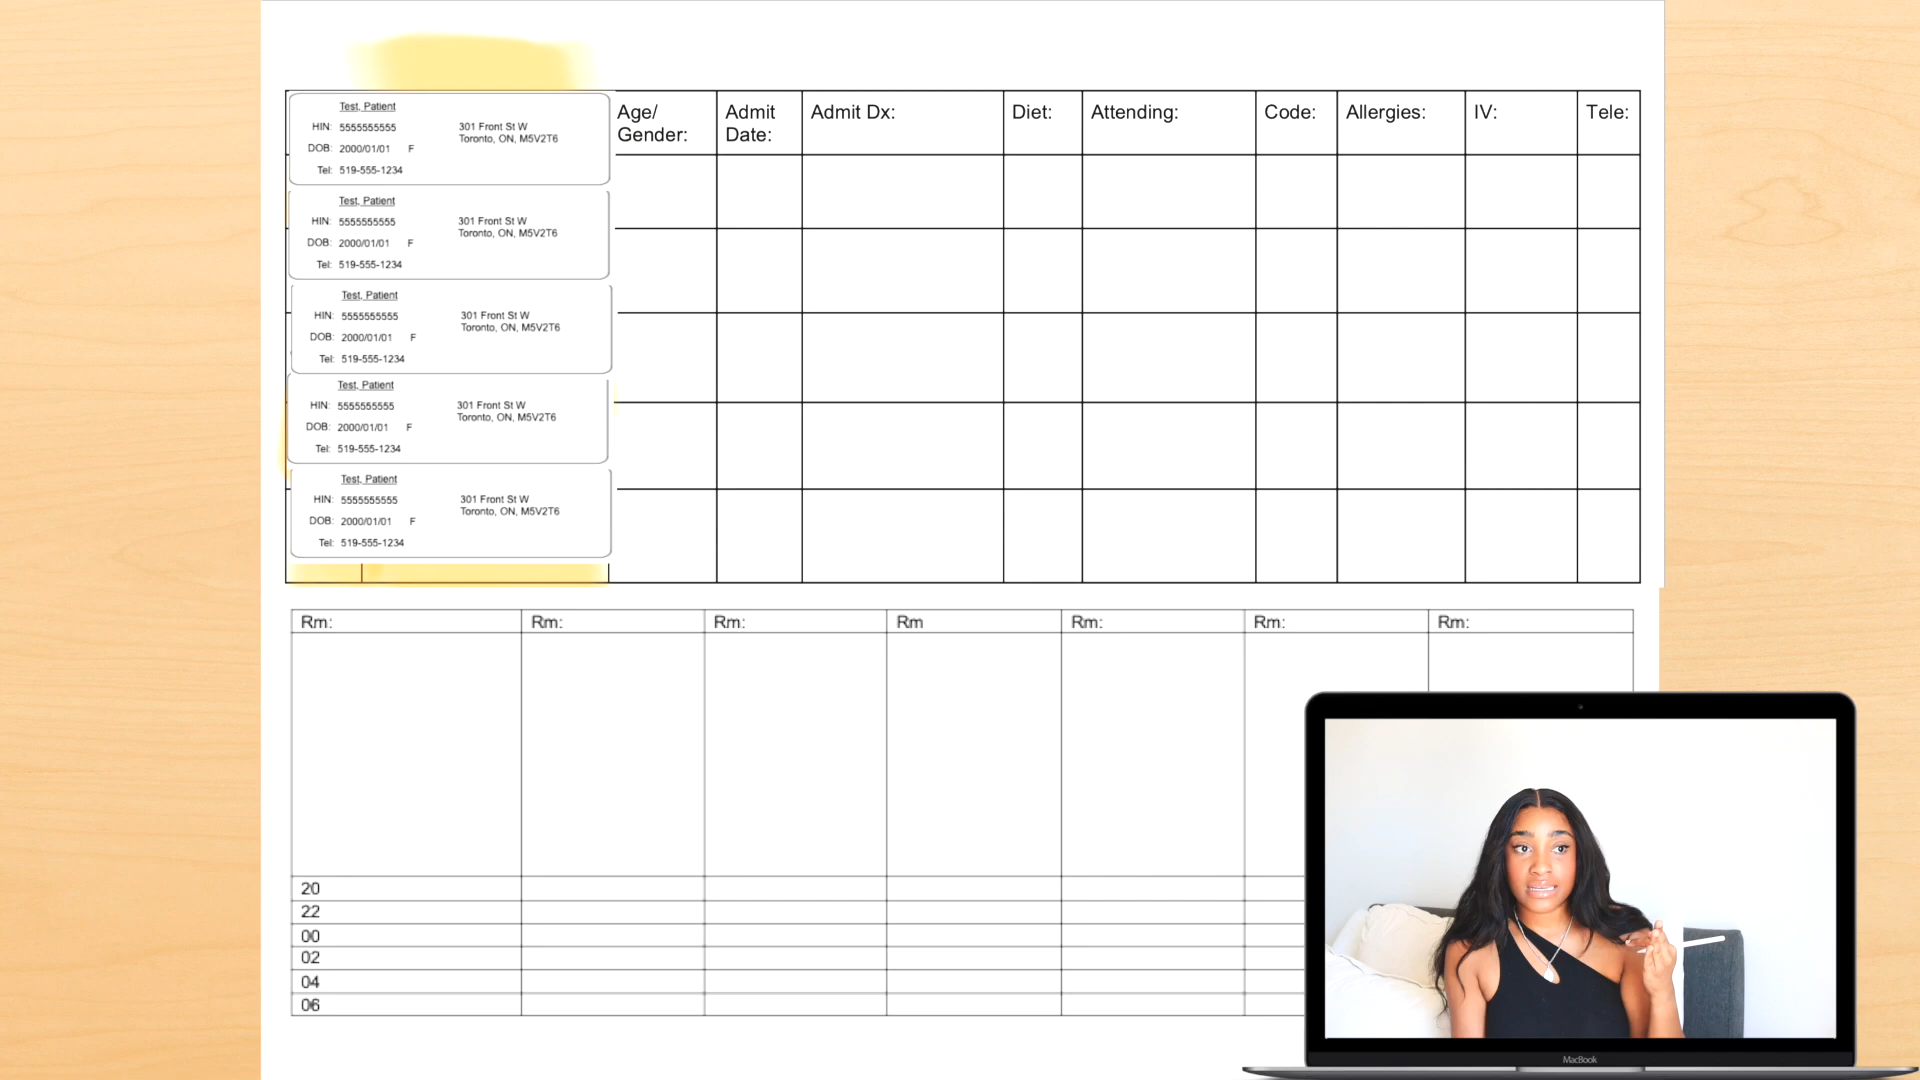 Test, Patient
HIN: 5555555555
301 Front St W
Toronto, ON, M5V2T6
DOB: 2000/01/01 F
Tel: 519-555-1234
Test, Patient
HIN: 5555555555
301 Front St W
Toronto, ON, M5V2T6
DOB: 2000/01/01 F
Tel: 519-555-1234
Test, Patient
HIN: 5555555555
301 Front St W
Toronto, ON, M5V2T6
DOB: 2000/01/01 F
Tel: 519-555-1234
Test, Patient
HIN: 5555555555
301 Front St W
Toronto, ON, M5V2T6
DOB: 2000/01/01 F
Tel: 519-555-1234
Test, Patient
HIN: 5555555555
301 Front St W
Toronto, ON, M5V2T6
DOB: 2000/01/01 F
Tel: 519-555-1234
Age/
Gender:
Admit
Date:
Admit Dx:
Diet:
Attending:
Code:
Allergies:
IV:
Tele:
Rm: Rm: Rm: Rm Rm: Rm: Rm:
20
22
00
02
04
06
MacBook